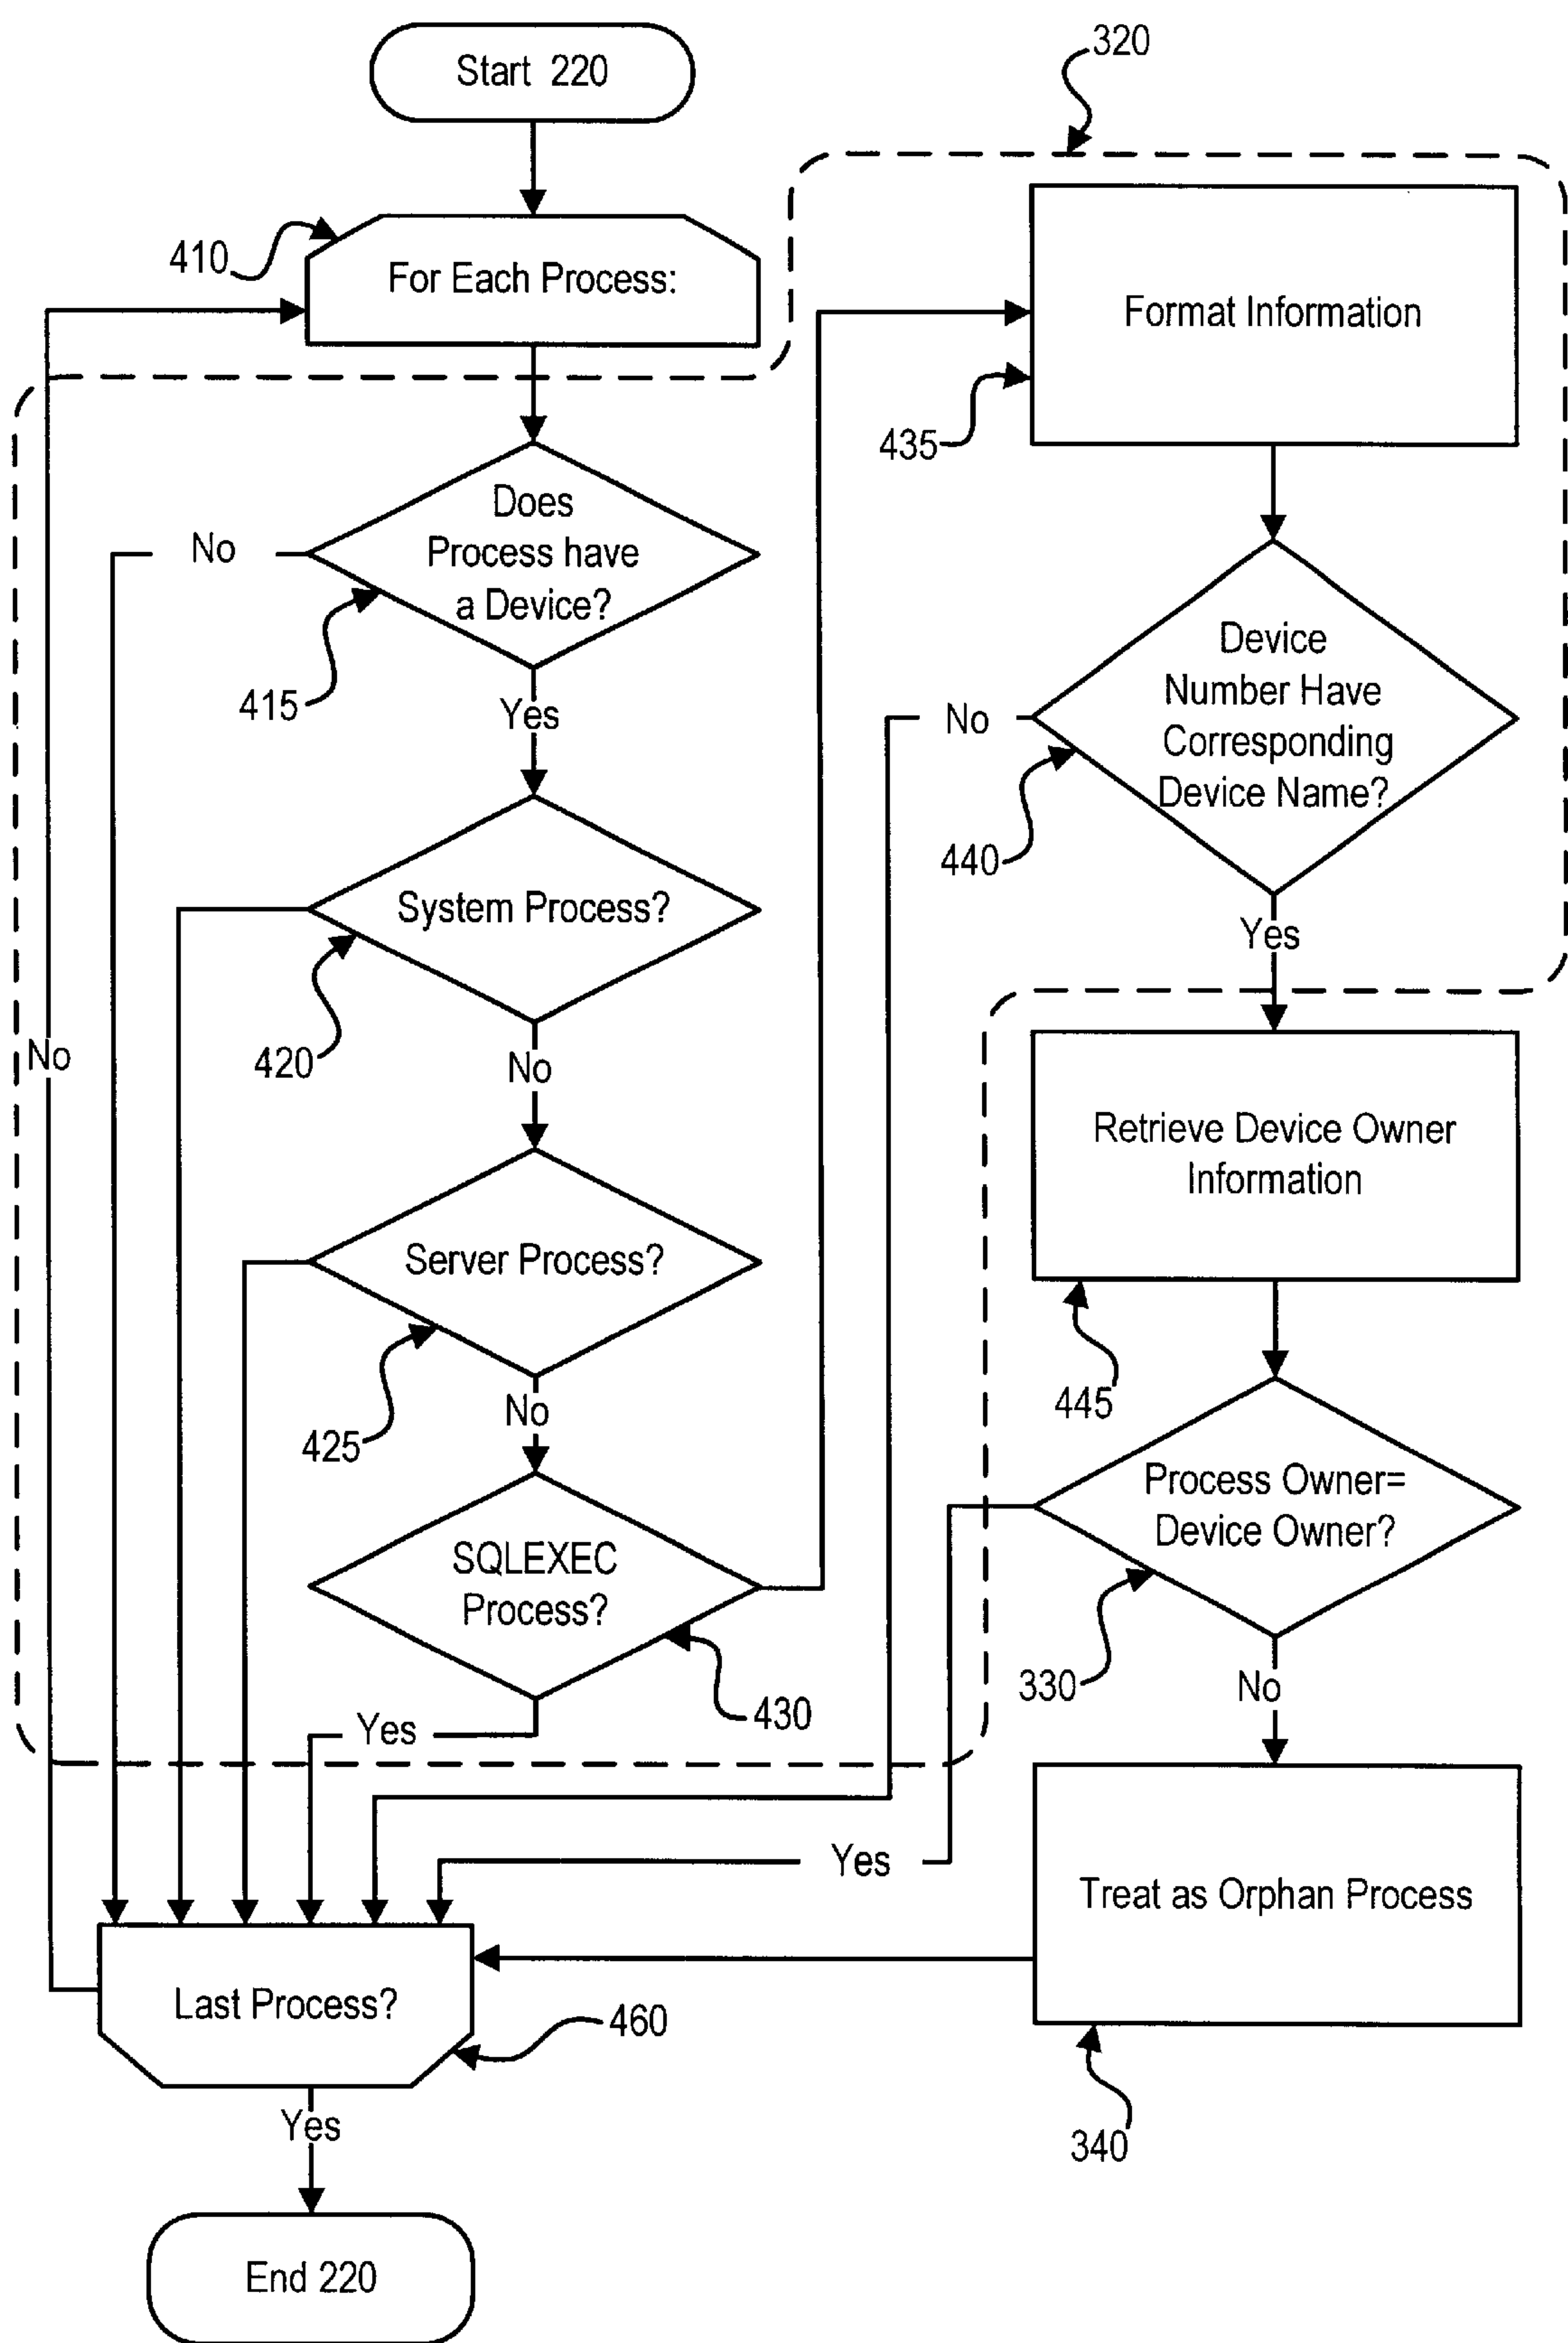 Start 220
320
410
For Each Process:
Format Information
435
Does
Process have
a Device?
No
415
Yes
Device
Number Have
Corresponding
Device Name?
No
440
Yes
System Process?
420
No
No
Retrieve Device Owner
Information
445
Server Process?
425
No
Process Owner=
Device Owner?
330
No
SQLEXEC
Process?
430
Yes
Yes
Treat as Orphan Process
340
Last Process?
460
Yes
End 220